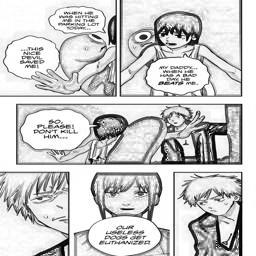 MY DADDY...
WHEN HE
HAS A
BAD DAY,
HE
BEATS ME.
WHEN HE
WAS HITTING
ME IN THE
PARKING LOT
TODAY...
...THIS
NICE
DEVIL
SAVED
ME!
SO,
PLEASE!
DON'T KILL
HIM...
OUR
USELESS
DOGS GET
EUTHANIZED.